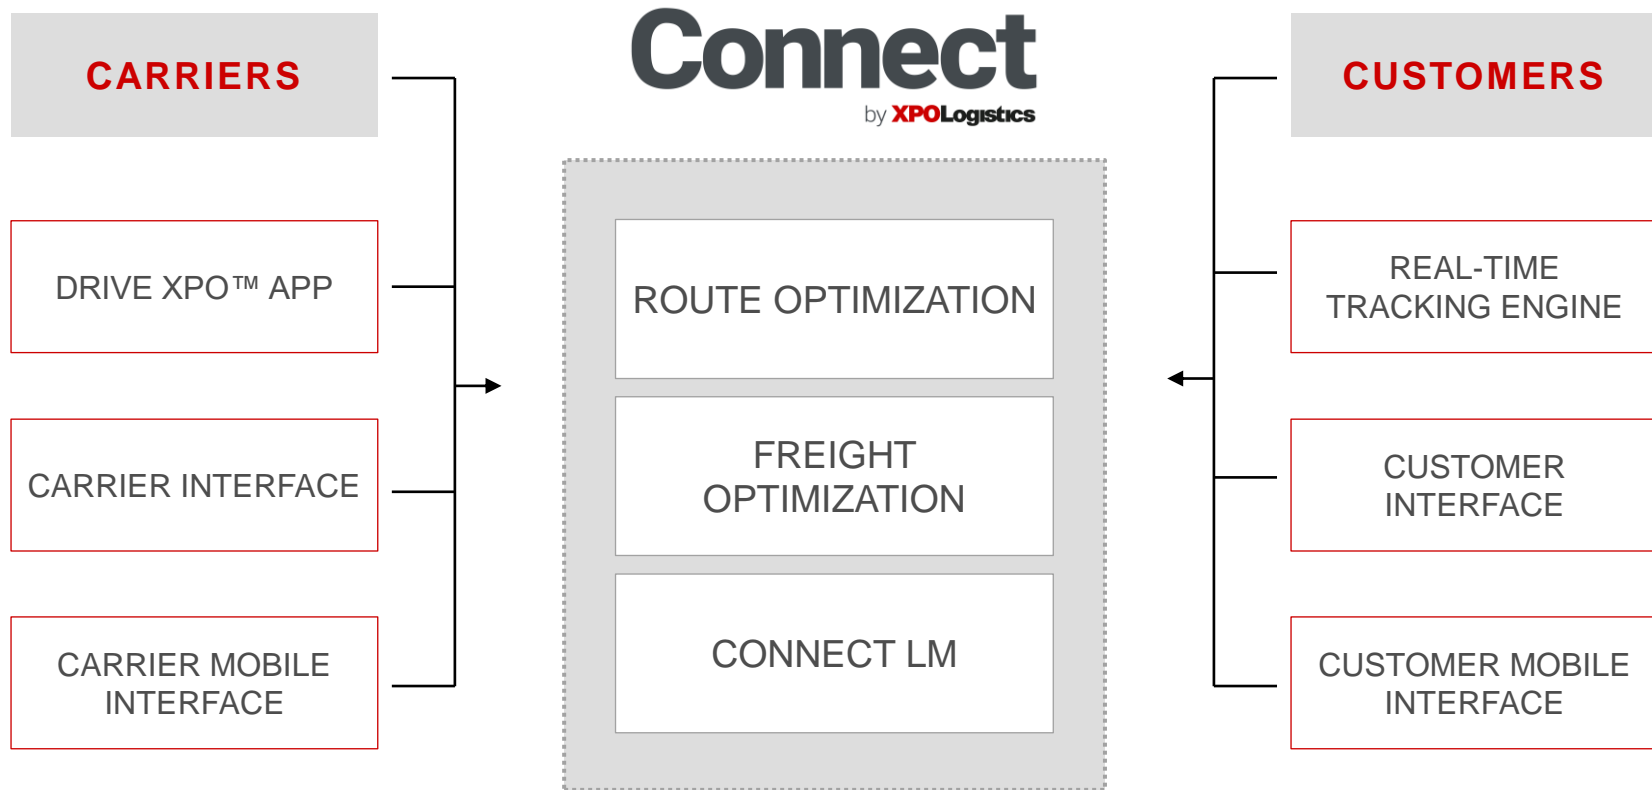 CARRIERS
DRIVE XPO™ APP
CARRIER INTERFACE
CARRIER MOBILE
INTERFACE
Connect
by XPOLogistics
ROUTE OPTIMIZATION
FREIGHT
OPTIMIZATION
CONNECT LM
CUSTOMERS
REAL-TIME
TRACKING ENGINE
CUSTOMER
INTERFACE
CUSTOMER MOBILE
INTERFACE